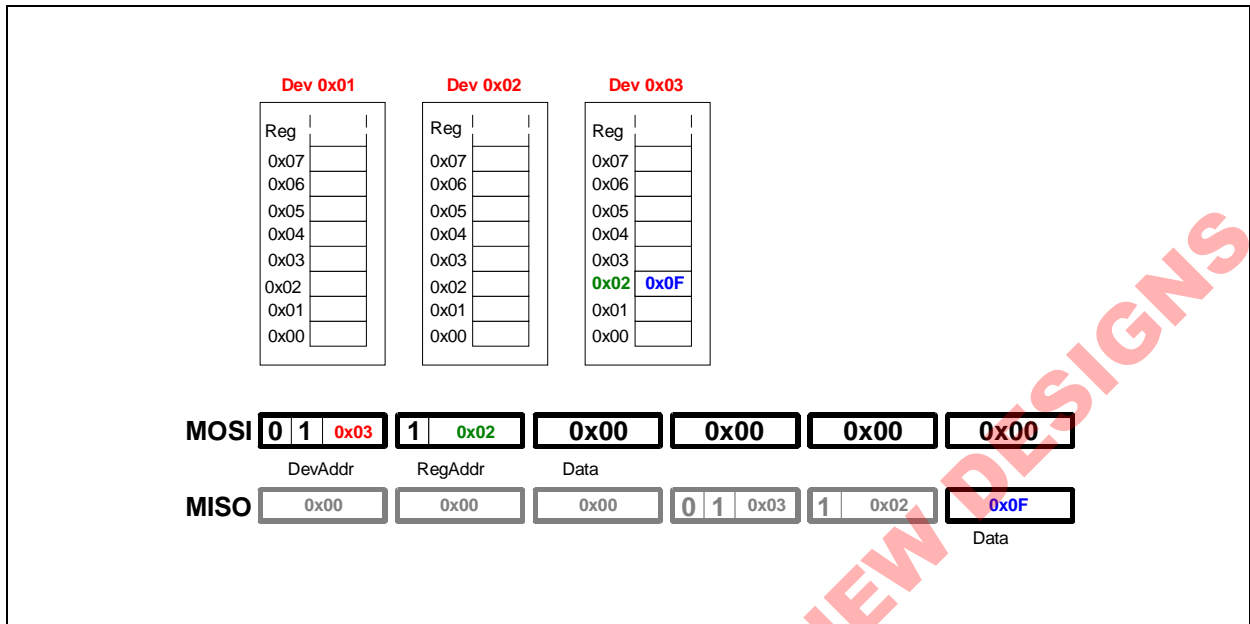 Dev 0x01 Dev 0x02 Dev 0x03
Reg Reg Reg
0x07 0x07 0x07
0x06 0x06 0x06
0x05 0x05 0x05
0x04 0x04 0x04
0x03 0x03 0x03
0x02 0x02 0x02 0x0F
0x01 0x01 0x01
0x00 0x00 0x00
MOSI 0 1 0x03 1 0x02 0x00 0x00 0x00 0x00
DevAddr RegAddr Data
MISO 0x00 0x00 0x00 0 1 0x03 1 0x02 0x0F
Data
NEW DESIGNS